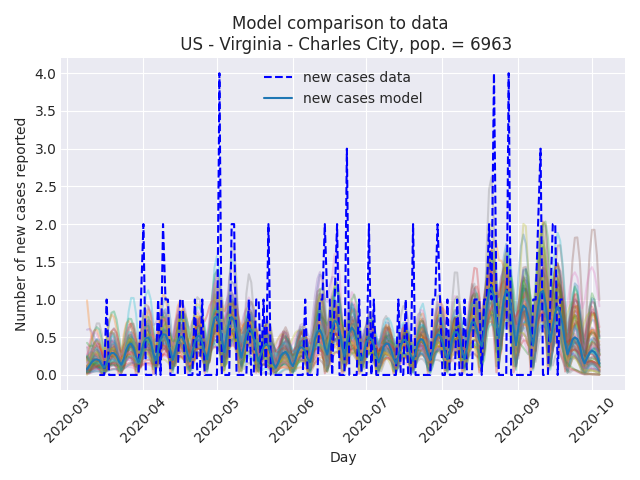 Model comparison to data
US - Virginia - Charles City, pop. = 6963
new cases data
new cases model
Number of new cases reported
4.0
3.5
3.0
2.5
2.0
1.5
1.0
0.5
0.0
2020-03
2020-04
2020-05
2020-06
2020-07
2020-08
2020-09
2020-10
Day